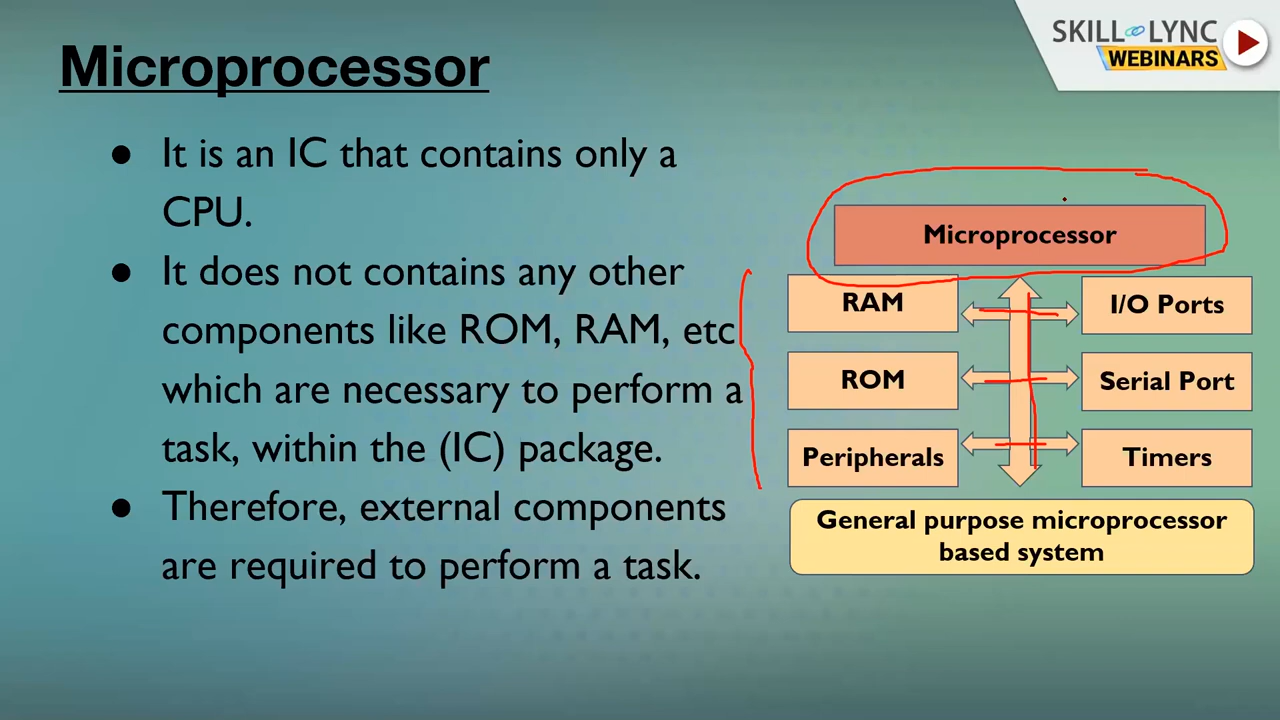 Microprocessor
SKILL LYNC
WEBINARS
● It is an IC that contains only a
CPU.
● It does not contains any other
components like ROM, RAM, etc
which are necessary to perform a
task, within the (IC) package.
● Therefore, external components
are required to perform a task.
Microprocessor
RAM
I/O Ports
ROM
Serial Port
Peripherals
Timers
General purpose microprocessor
based system